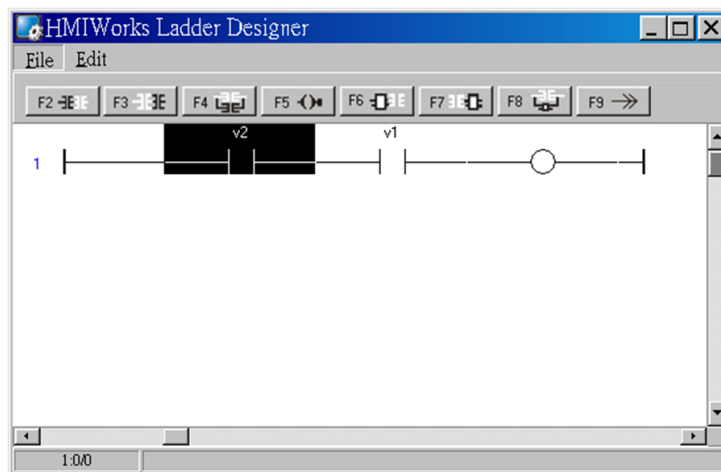 HMIWorks Ladder Designer
File Edit
F2 F3 F4 F5 F6 F7 F8 F9
v2 v1
1
1:0/0